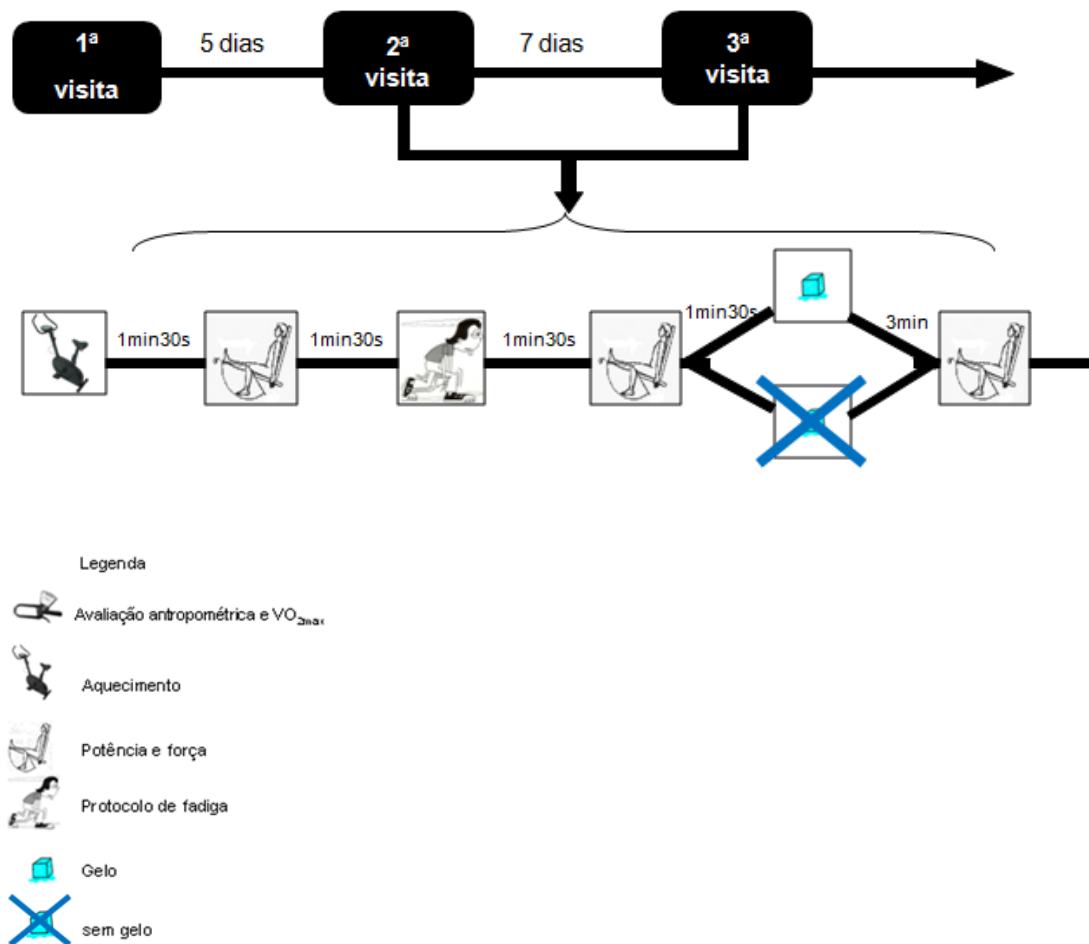 1ª
visita
5 dias
2ª
visita
7 dias
3ª
visita
1min30s
1min30s
1min30s
1min30s
3min
Legenda
Avaliação antropométrica e VO2max
Aquecimento
Potência e força
Protocolo de fadiga
Gelo
sem gelo